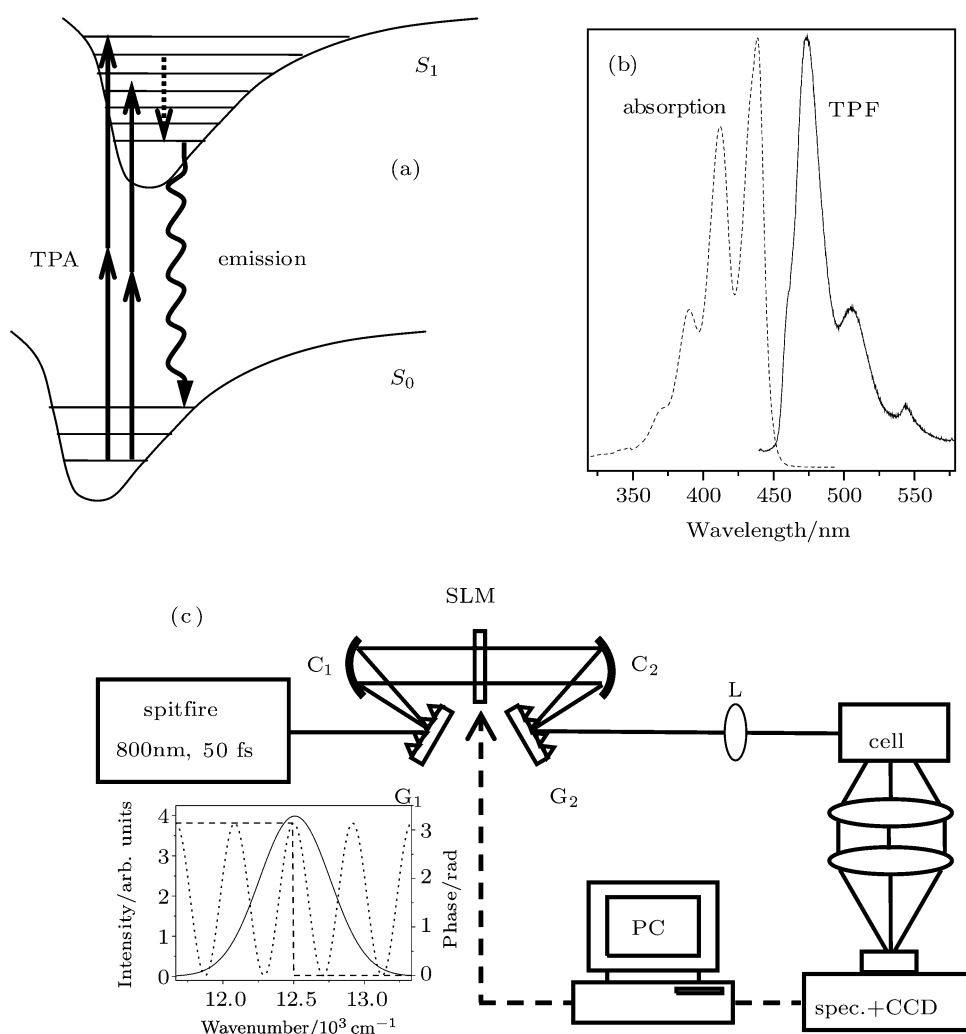 S1
(a)
TPA
emission
S0
(b)
absorption
TPF
350 400 450 500 550
Wavelength/nm
(c)
SLM
C1
C2
L
spitfire
800nm, 50 fs
cell
G1
G2
Intensity/arb. units
4
3
2
1
0
Phase/rad
3
2
1
0
12.0 12.5 13.0
Wavenumber/10³ cm⁻¹
PC
spec.+CCD